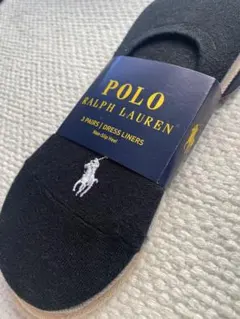 POLO
RALPH LAUREN
3 PAIRS / DRESS LINERS
Non-Slip Heel